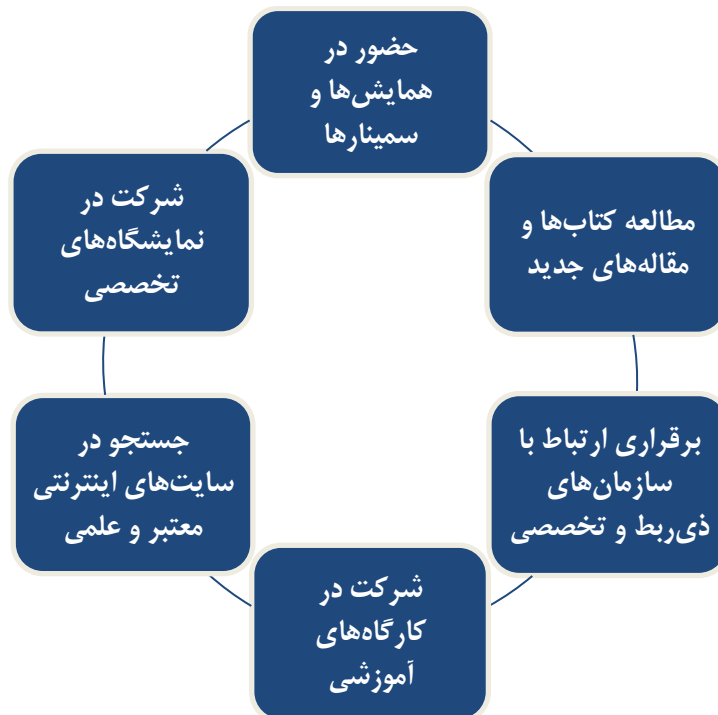 حضور در
همایش‌ها و
سمینارها
مطالعه کتاب‌ها و
مقاله‌های جدید
برقراری ارتباط با
سازمان‌های
ذی‌ربط و تخصصی
شرکت در
کارگاه‌های
آموزشی
جستجو در
سایت‌های اینترنتی
معتبر و علمی
شرکت در
نمایشگاه‌های
تخصصی